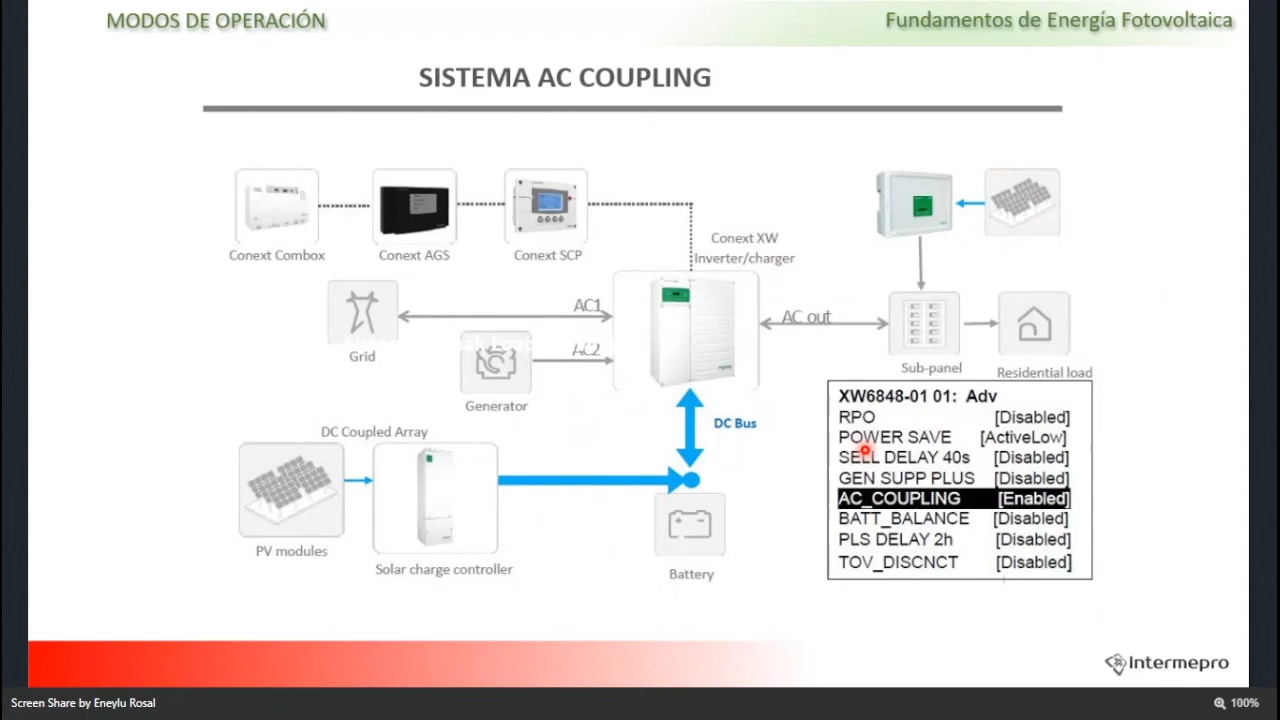 MODOS DE OPERACIÓN
Fundamentos de Energía Fotovoltaica
SISTEMA AC COUPLING
Conext Combox
Conext AGS
Conext SCP
Conext XW
Inverter/charger
AC1
AC out
Grid
AC2
Generator
Sub-panel
Residential load
DC Bus
DC Coupled Array
PV modules
Solar charge controller
Battery
XW6848-01 01: Adv
RPO [Disabled]
POWER SAVE [ActiveLow]
SELL DELAY 40s [Disabled]
GEN SUPP PLUS [Disabled]
AC_COUPLING [Enabled]
BATT_BALANCE [Disabled]
PLS DELAY 2h [Disabled]
TOV_DISCNCT [Disabled]
Intermepro
Screen Share by Eneylu Rosal
100%